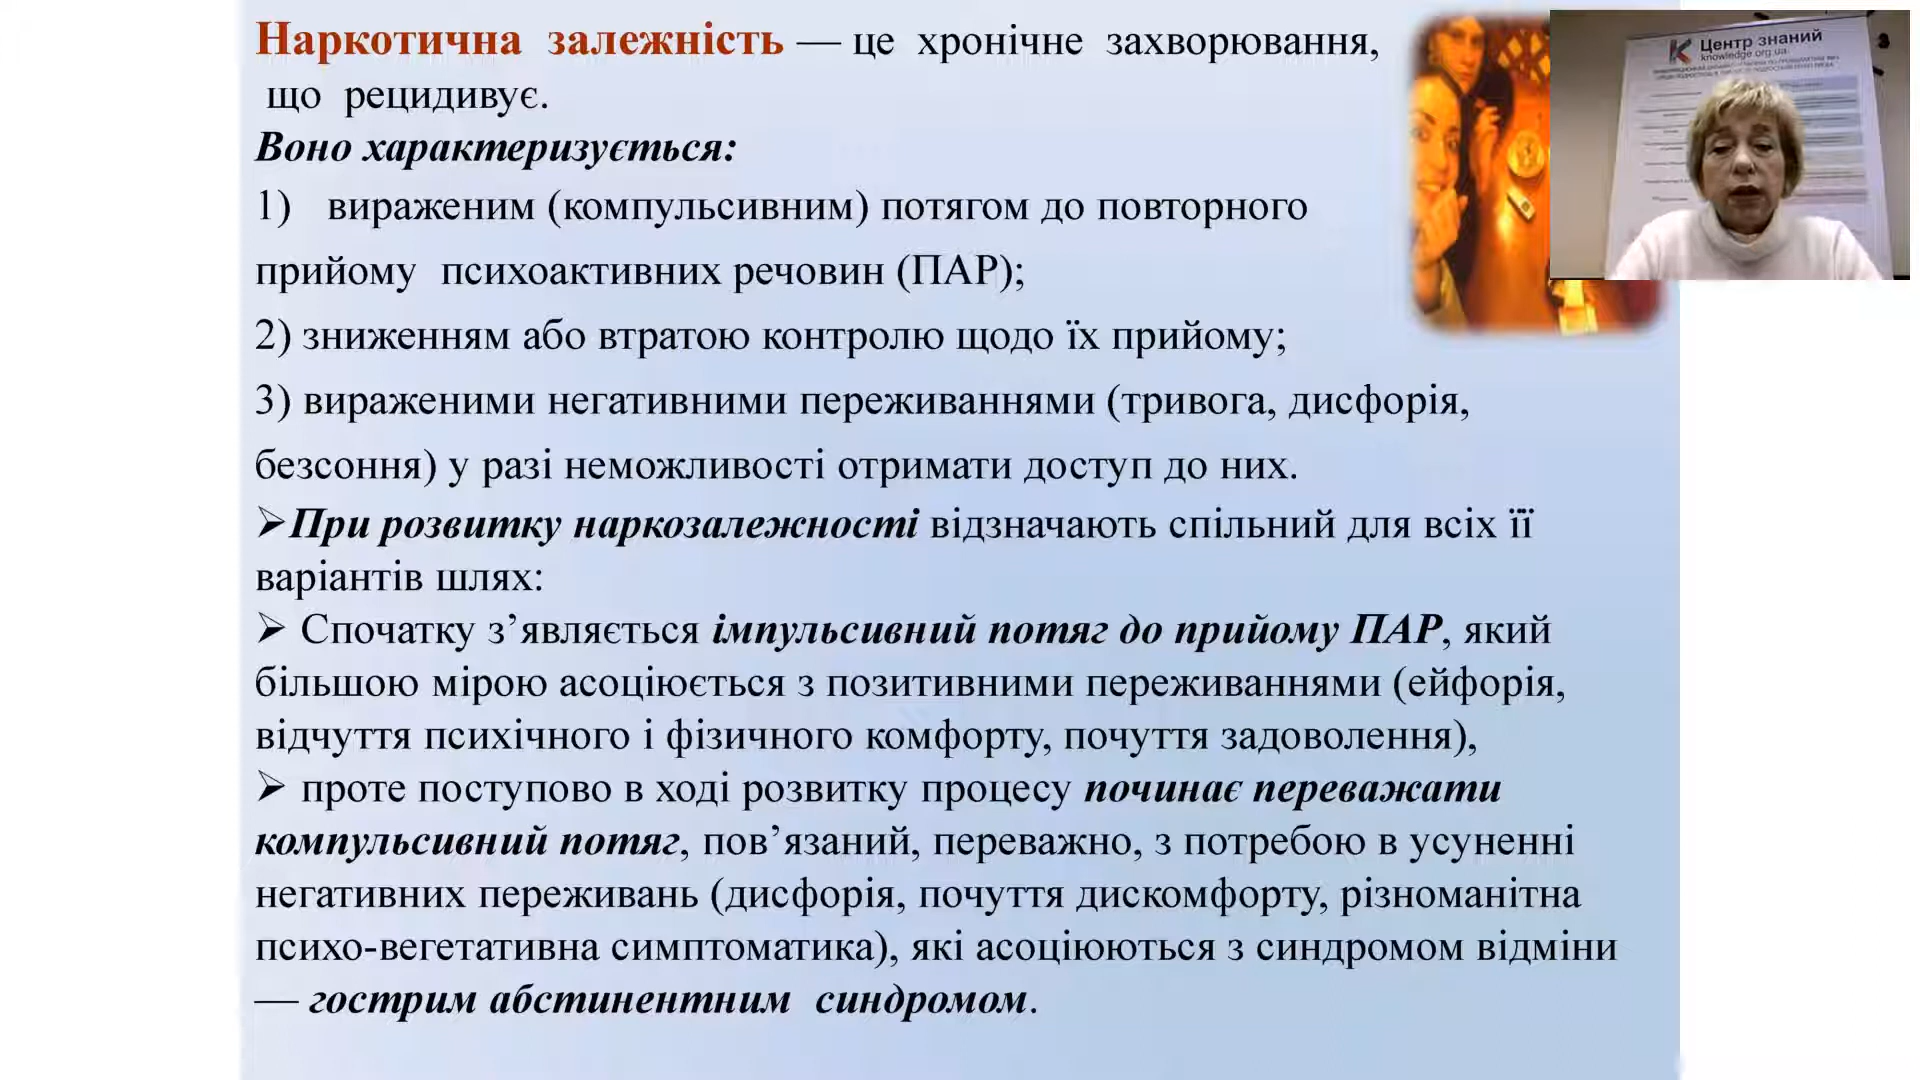 Наркотична залежність — це хронічне захворювання,
що рецидивує.
Воно характеризується:
1) вираженим (компульсивним) потягом до повторного
прийому психоактивних речовин (ПАР);
2) зниженням або втратою контролю щодо їх прийому;
3) вираженими негативними переживаннями (тривога, дисфорія,
безсоння) у разі неможливості отримати доступ до них.
➢При розвитку наркозалежності відзначають спільний для всіх її
варіантів шлях:
➢ Спочатку з’являється імпульсивний потяг до прийому ПАР, який
більшою мірою асоціюється з позитивними переживаннями (ейфорія,
відчуття психічного і фізичного комфорту, почуття задоволення),
➢ проте поступово в ході розвитку процесу починає переважати
компульсивний потяг, пов’язаний, переважно, з потребою в усуненні
негативних переживань (дисфорія, почуття дискомфорту, різноманітна
психо-вегетативна симптоматика), які асоціюються з синдромом відміни
— гострим абстинентним синдромом.
Центр знаний
knowledge.org.ua